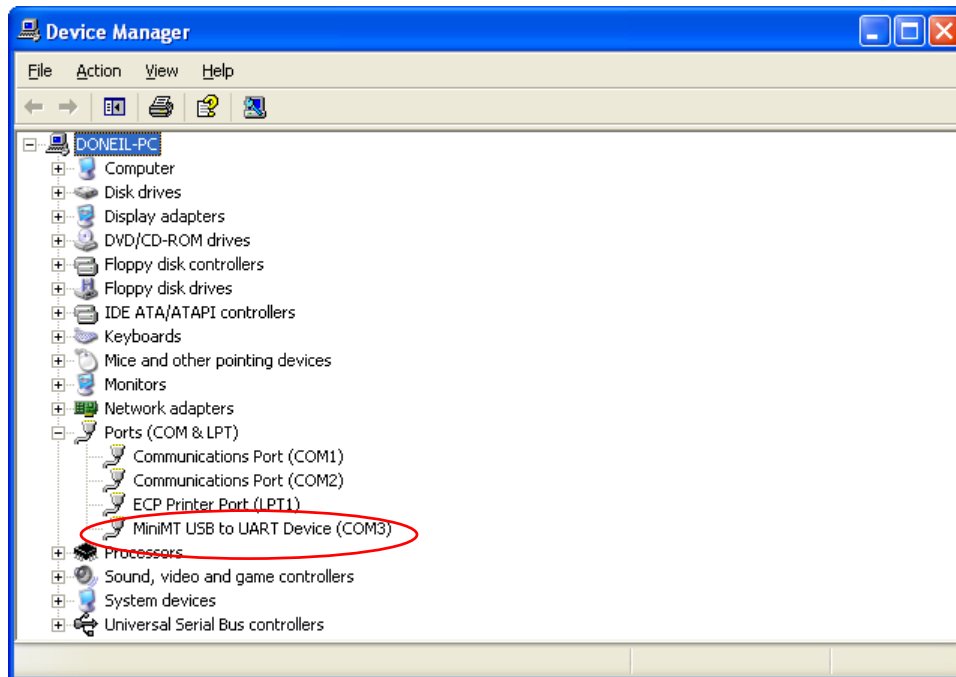 Device Manager
File Action View Help
DONEIL-PC
Computer
Disk drives
Display adapters
DVD/CD-ROM drives
Floppy disk controllers
Floppy disk drives
IDE ATA/ATAPI controllers
Keyboards
Mice and other pointing devices
Monitors
Network adapters
Ports (COM & LPT)
Communications Port (COM1)
Communications Port (COM2)
ECP Printer Port (LPT1)
MiniMT USB to UART Device (COM3)
Processors
Sound, video and game controllers
System devices
Universal Serial Bus controllers